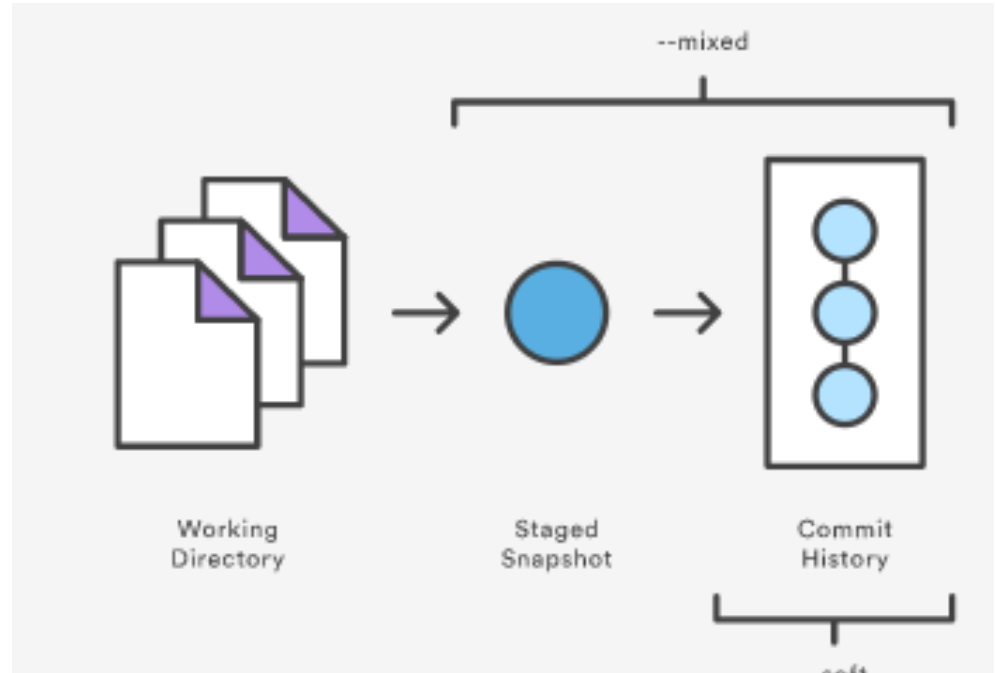 --mixed
Working
Directory
Staged
Snapshot
Commit
History